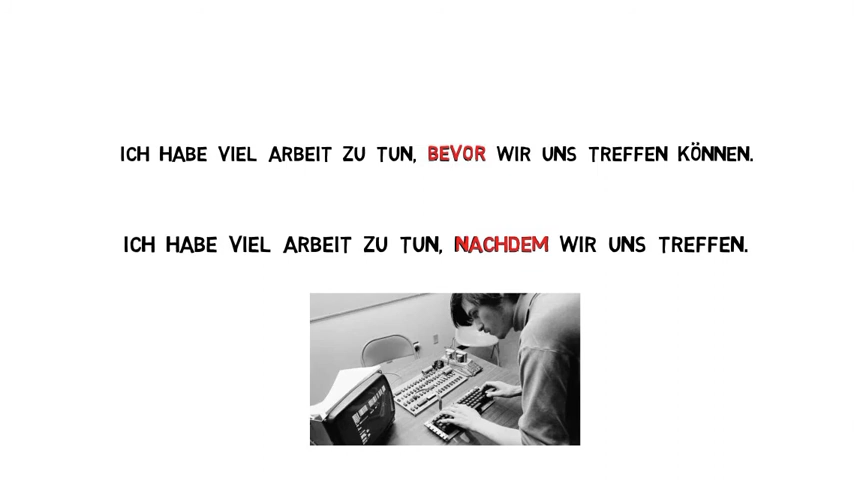 ICH HABE VIEL ARBEIT ZU TUN, BEVOR WIR UNS TREFFEN KÖNNEN.
ICH HABE VIEL ARBEIT ZU TUN, NACHDEM WIR UNS TREFFEN.